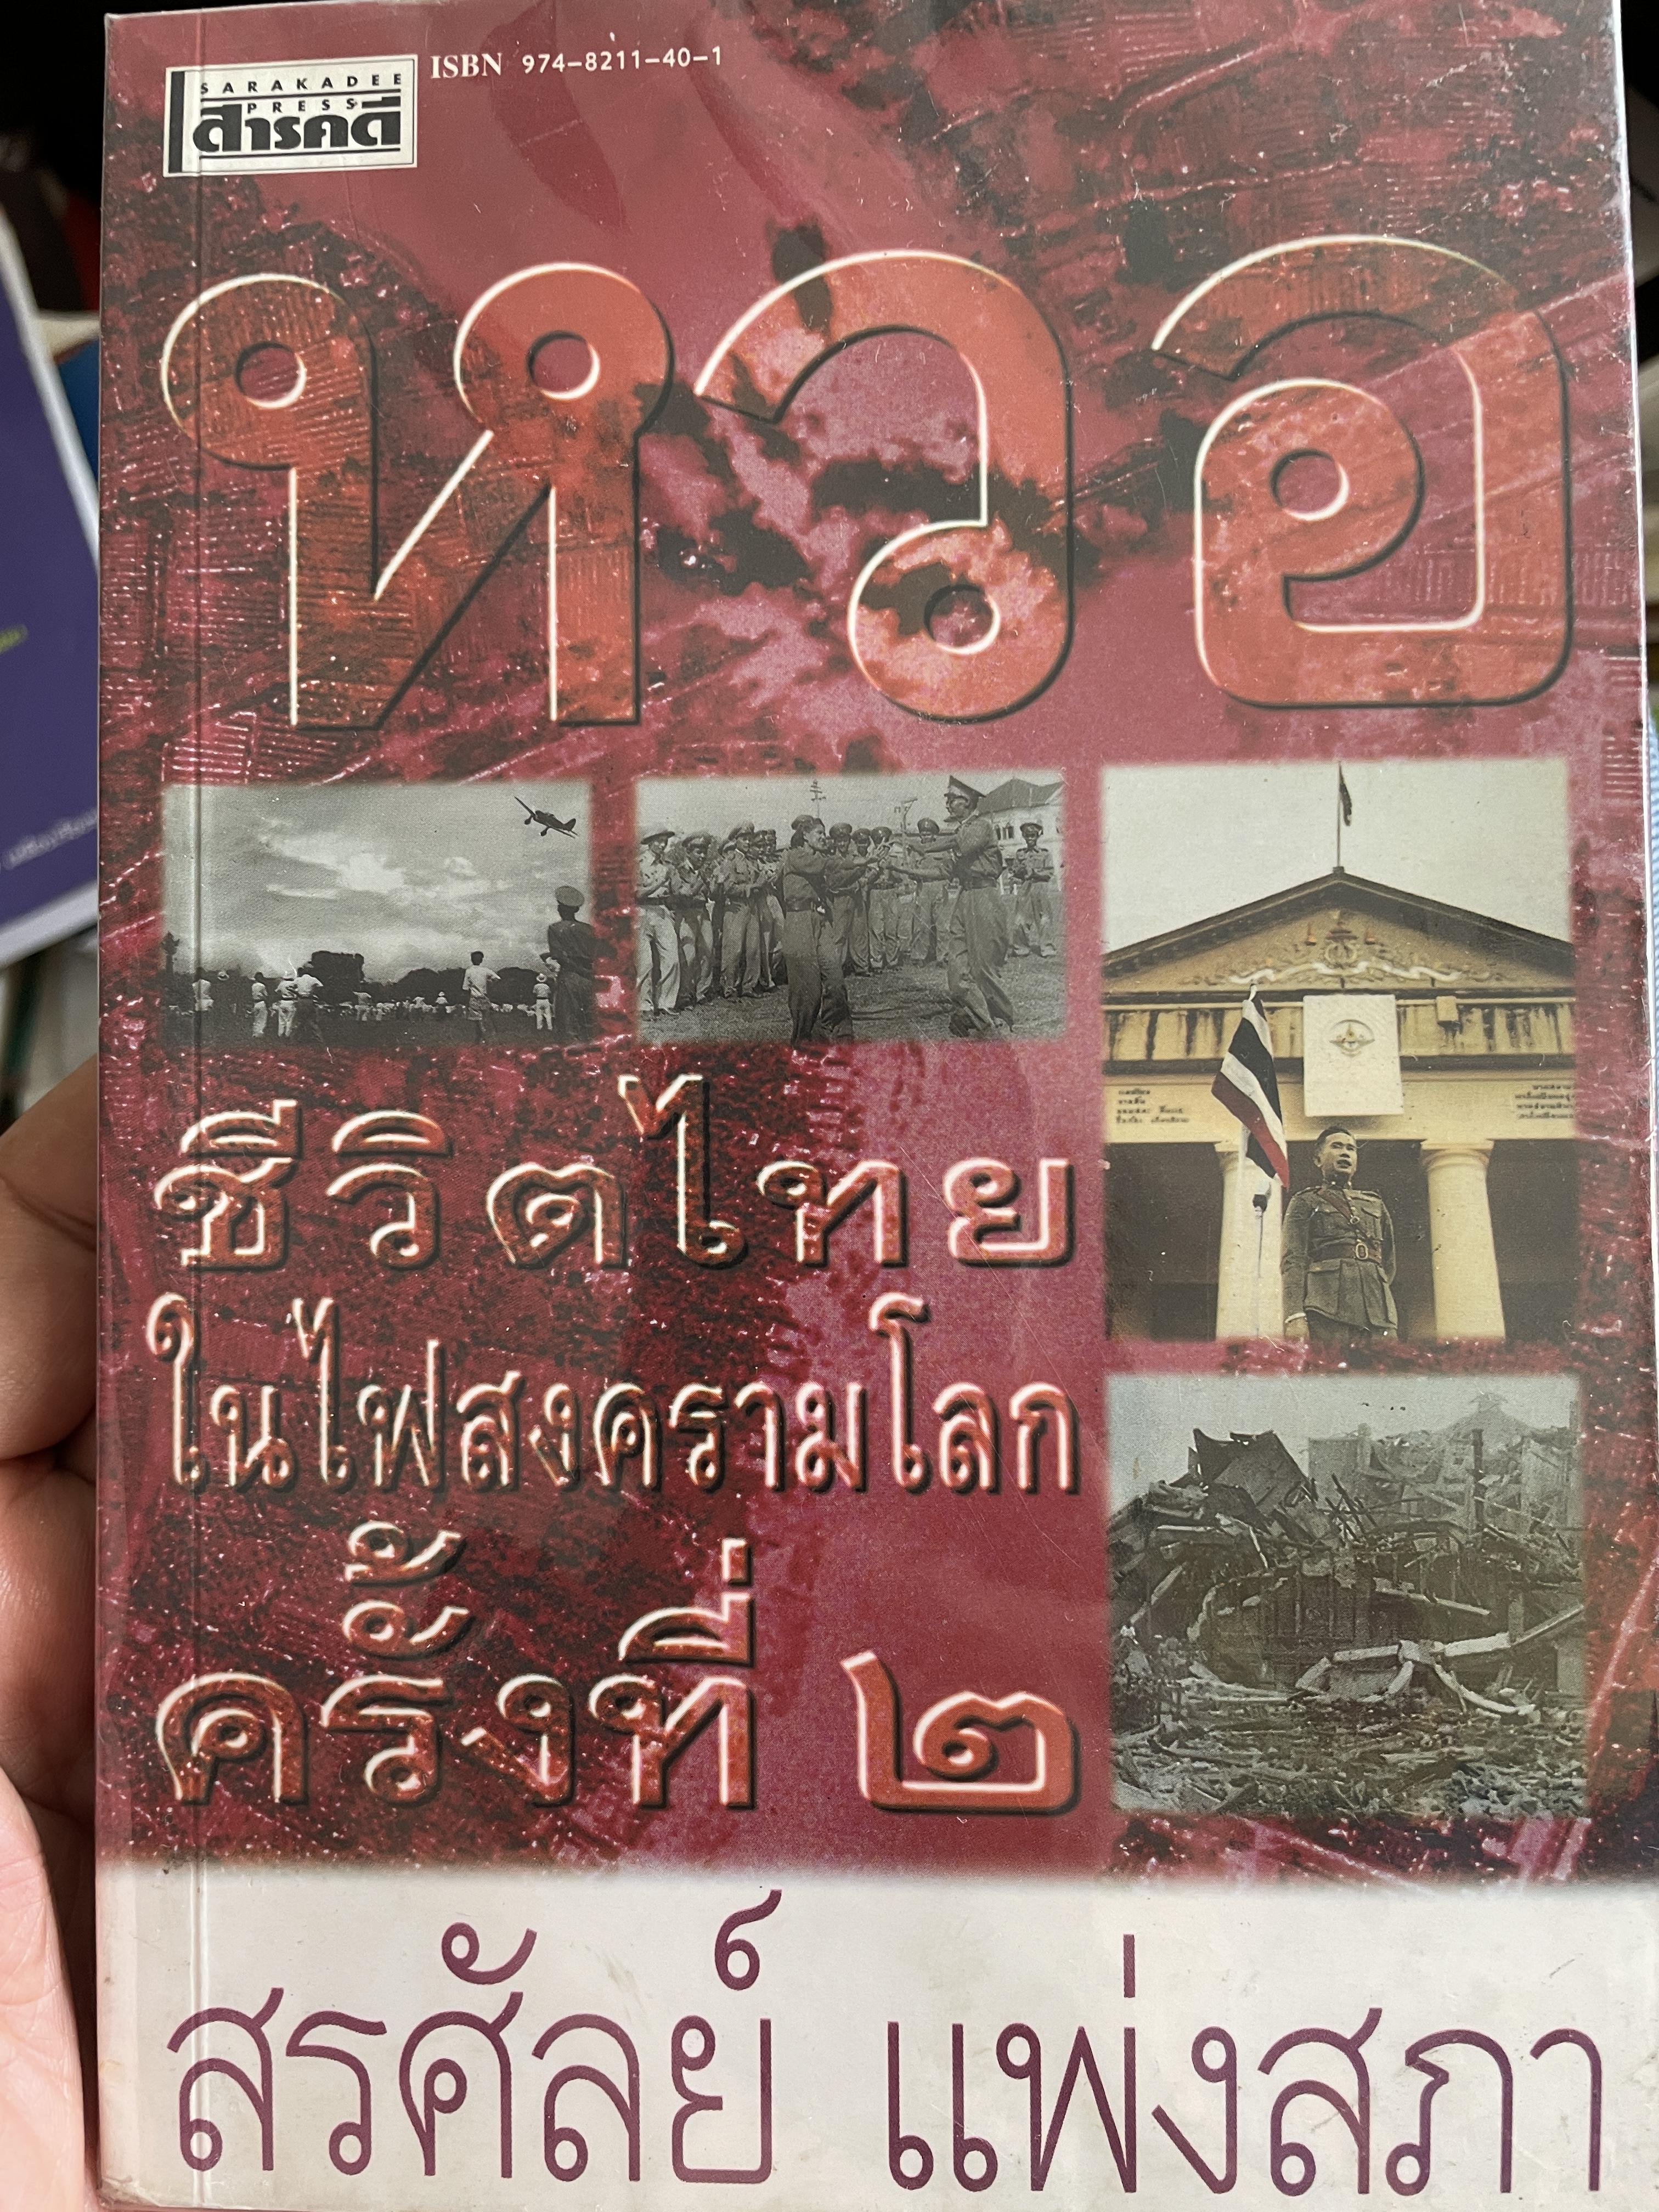 SARAKADEE
PRESS
สารคดี
ISBN 974-8211-40-1
หวอ
ชีวิตไทย
ในไฟสงครามโลก
ครั้งที่ ๒
สรศัลย์ แพ่งสภา